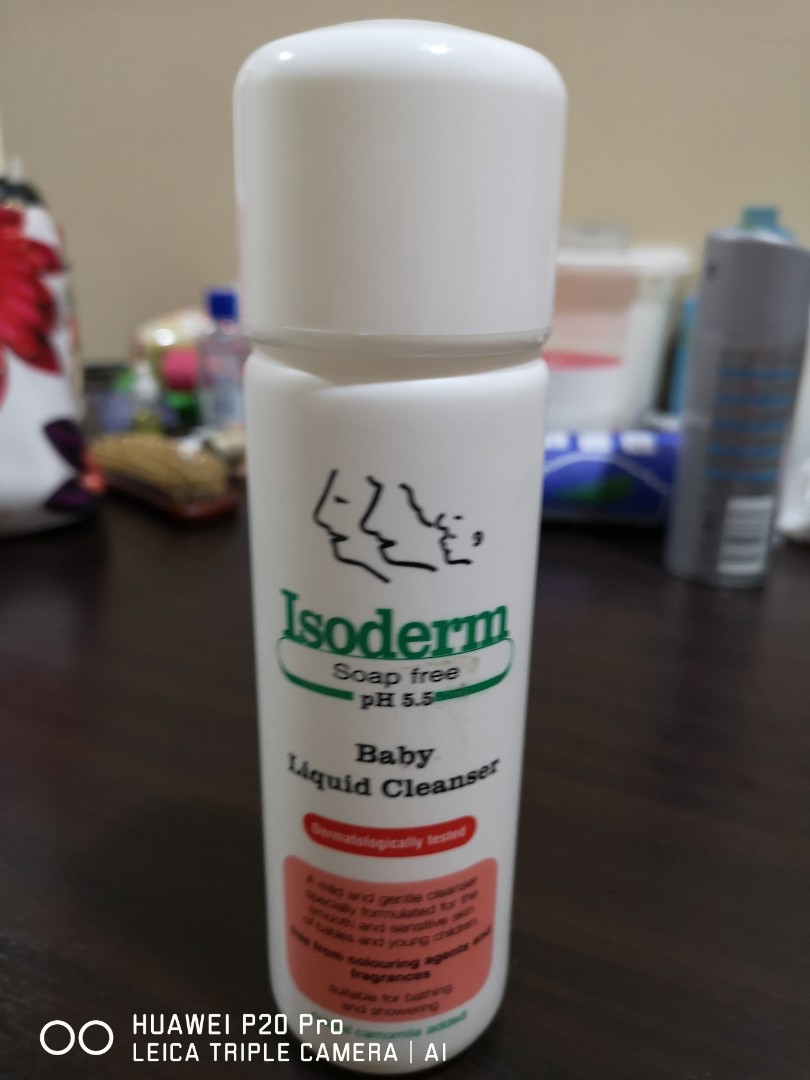 Isoderm
Soap free
pH 5.5
Baby
Liquid Cleanser
Dermatologically tested
A mild and gentle cleanser
specially formulated for the
smooth and sensitive skin
of babies and young children.
free from colouring agents and
fragrances
suitable for bathing
and showering
camomile added
HUAWEI P20 Pro
LEICA TRIPLE CAMERA | AI